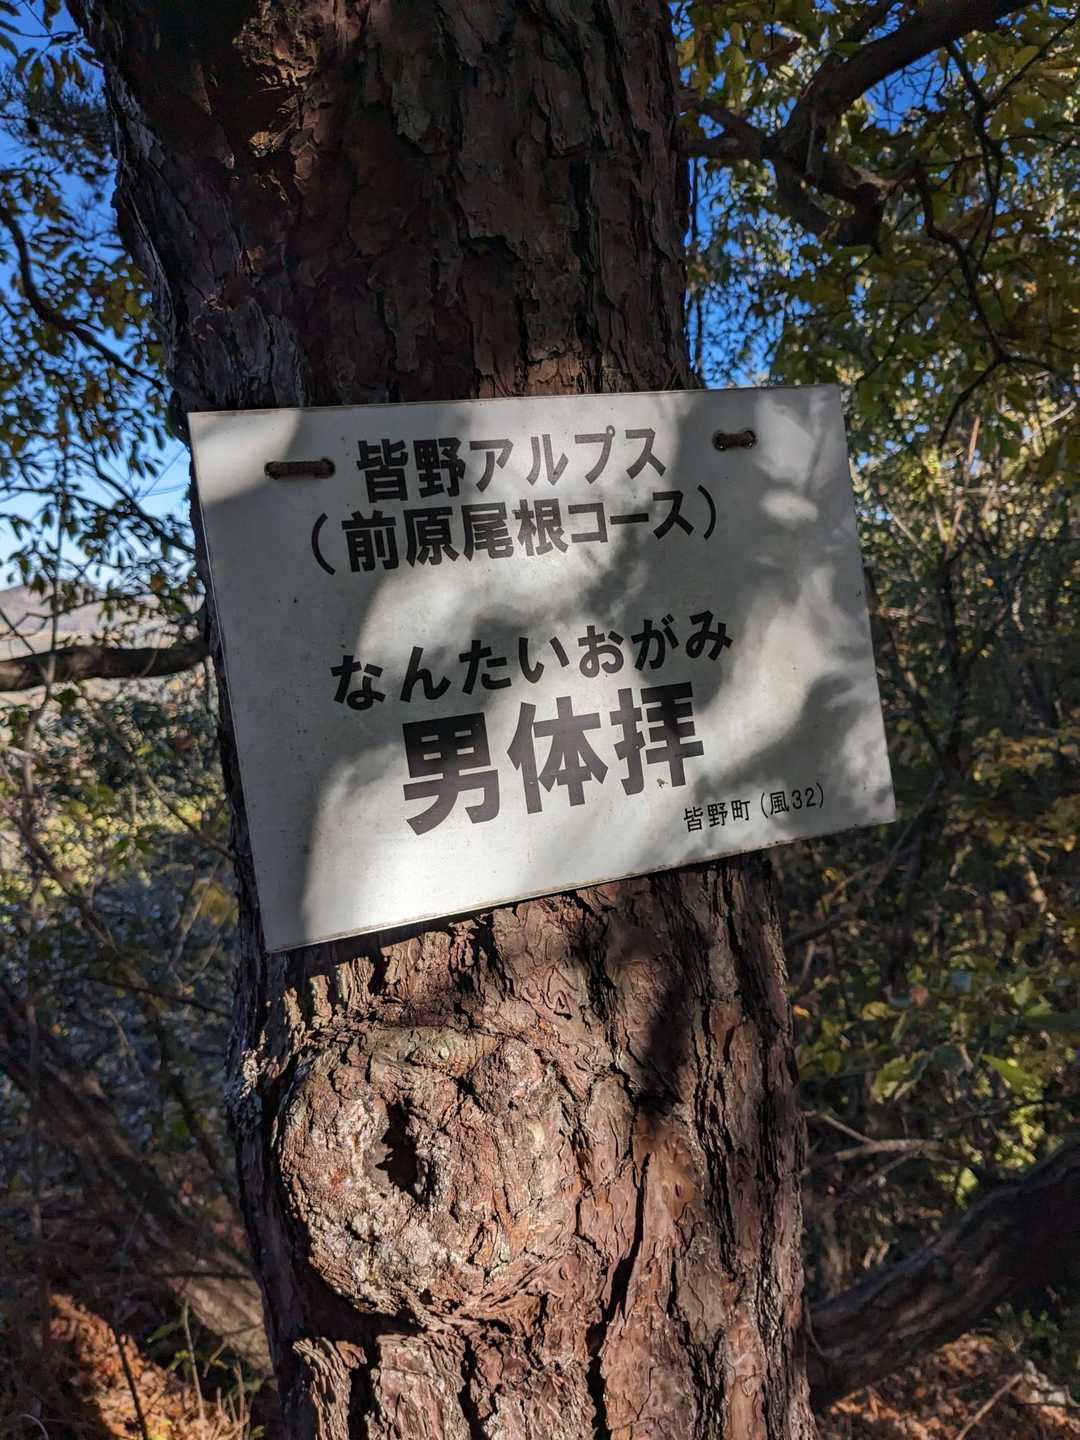 皆野アルプス
（前原尾根コース）
なんたいおがみ
男体拝
皆野町（風32）